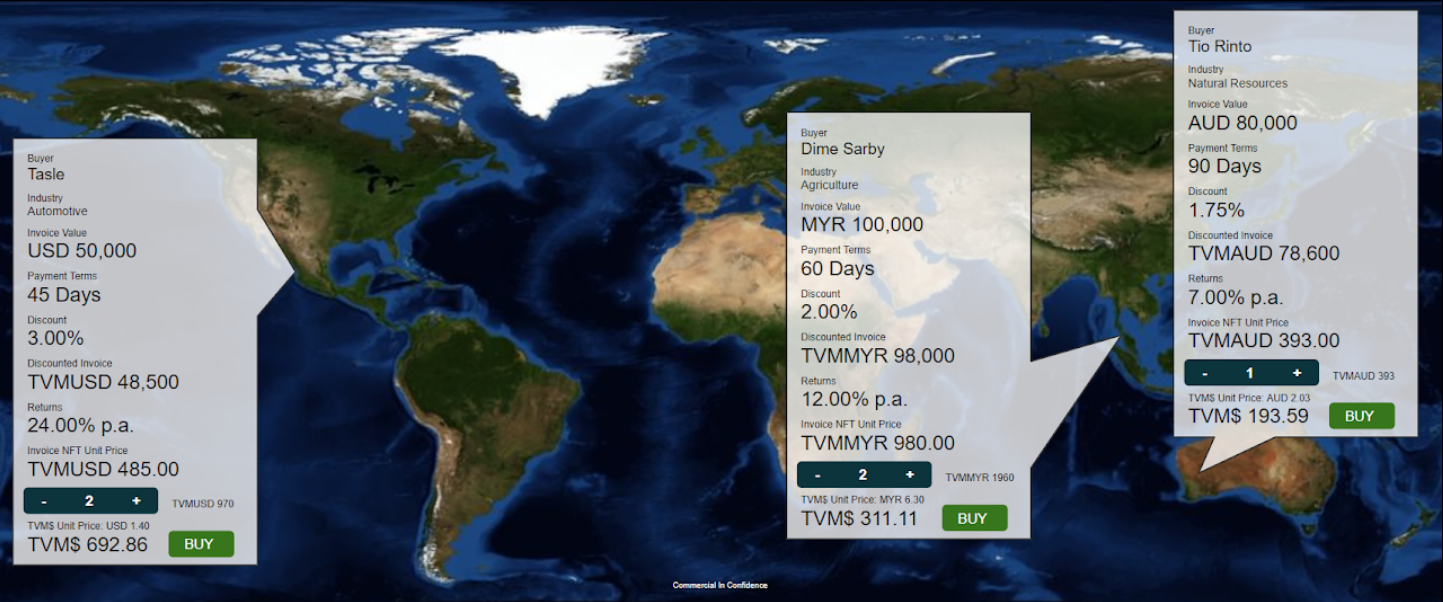 Buyer
Tasle
Industry
Automotive
Invoice Value
USD 50,000
Payment Terms
45 Days
Discount
3.00%
Discounted Invoice
TVMUSD 48,500
Returns
24.00% p.a.
Invoice NFT Unit Price
TVMUSD 485.00
- 2 + TVMUSD 970
TVM$ Unit Price: USD 1.40
TVM$ 692.86 BUY
Buyer
Dime Sarby
Industry
Agriculture
Invoice Value
MYR 100,000
Payment Terms
60 Days
Discount
2.00%
Discounted Invoice
TVMMYR 98,000
Returns
12.00% p.a.
Invoice NFT Unit Price
TVMMYR 980.00
- 2 + TVMMYR 1960
TVM$ Unit Price: MYR 6.30
TVM$ 311.11 BUY
Buyer
Tio Rinto
Industry
Natural Resources
Invoice Value
AUD 80,000
Payment Terms
90 Days
Discount
1.75%
Discounted Invoice
TVMAUD 78,600
Returns
7.00% p.a.
Invoice NFT Unit Price
TVMAUD 393.00
- 1 + TVMAUD 393
TVM$ Unit Price: AUD 2.03
TVM$ 193.59 BUY
Commercial In Confidence